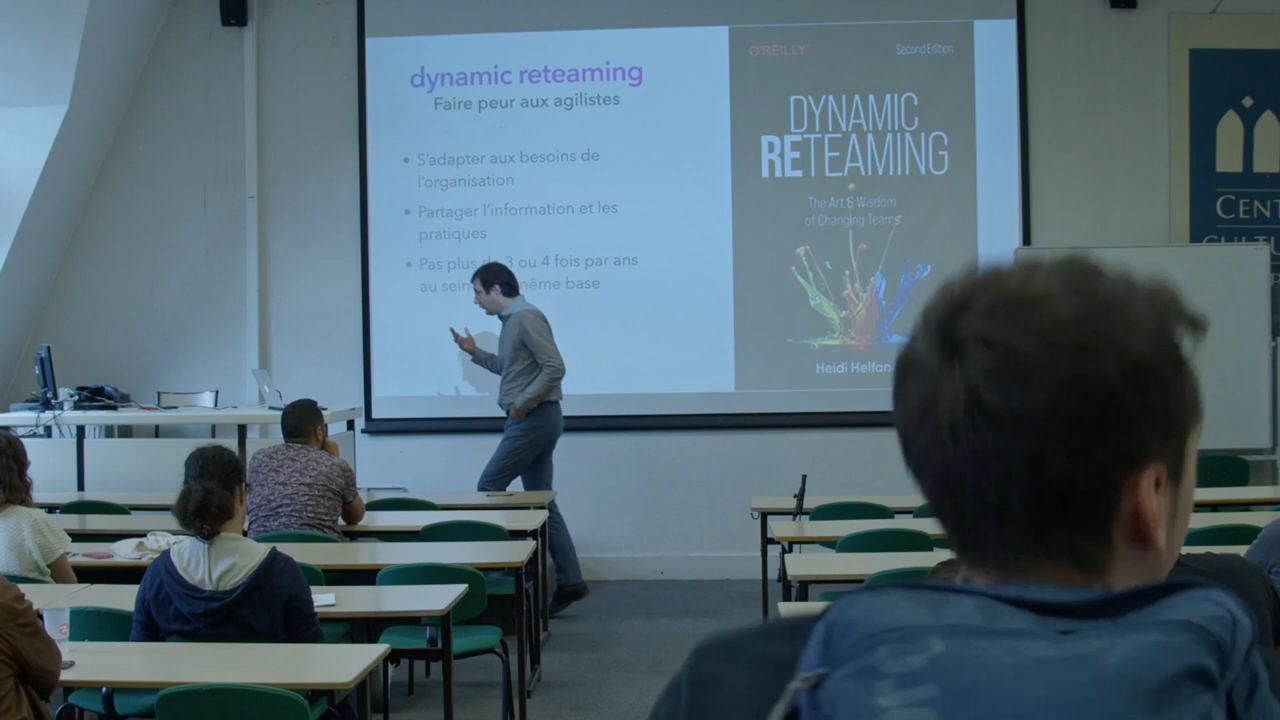 dynamic reteaming
Faire peur aux agilistes
• S'adapter aux besoins de
l'organisation
• Partager l'information et les
pratiques
• Pas plus de 3 ou 4 fois par ans
au sein même base
O'REILLY
Second Edition
DYNAMIC
RETEAMING
The Art & Wisdom
of Changing Teams
Heidi
CENT